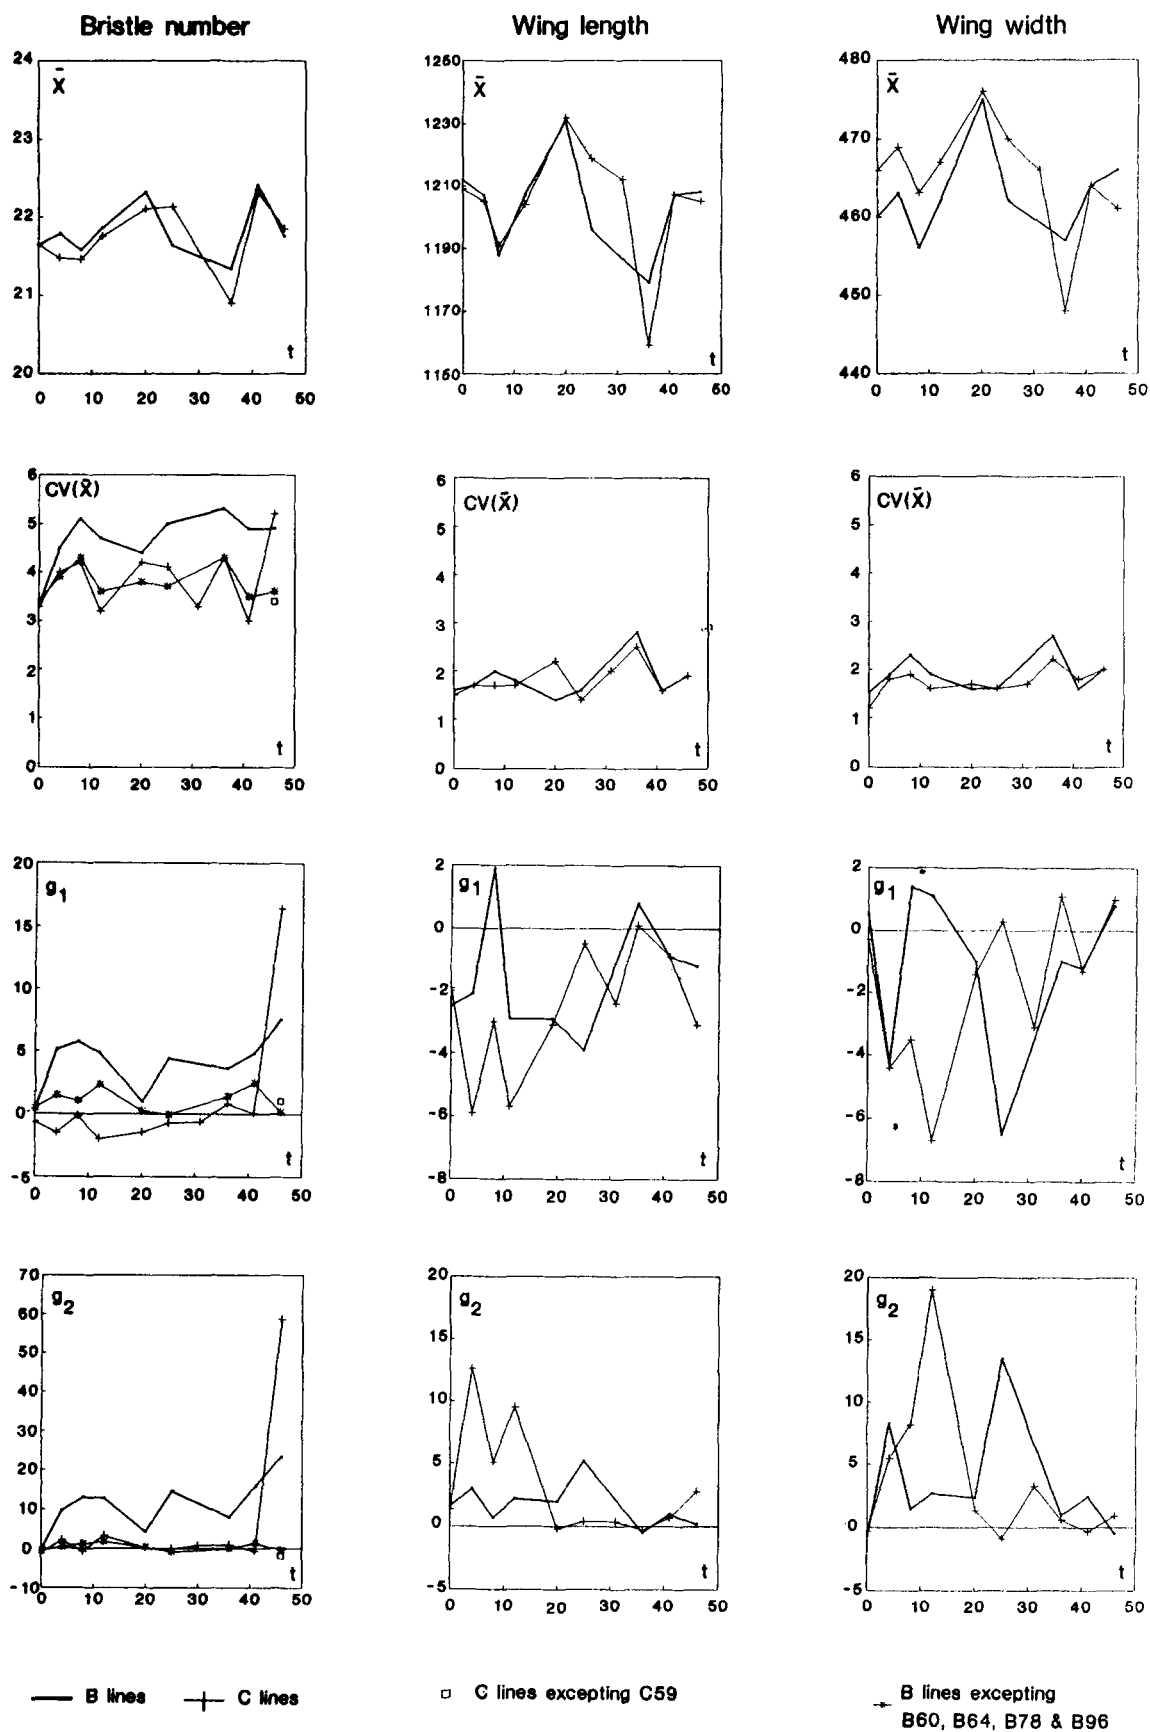 Bristle number
Wing length
Wing width
24
23
22
21
20
X̄
t
0 10 20 30 40 50
1250
1230
1210
1190
1170
1150
X̄
t
0 10 20 30 40 50
480
470
460
450
440
X̄
t
0 10 20 30 40 50
6
5
4
3
2
1
0
CV(X̄)
t
0 10 20 30 40 50
6
5
4
3
2
1
0
CV(X̄)
t
0 10 20 30 40 50
6
5
4
3
2
1
0
CV(X̄)
t
0 10 20 30 40 50
20
15
10
5
0
-5
g1
t
0 10 20 30 40 50
2
0
-2
-4
-6
-8
g1
t
0 10 20 30 40 50
2
0
-2
-4
-6
-8
g1
t
0 10 20 30 40 50
70
60
50
40
30
20
10
0
-10
g2
t
0 10 20 30 40 50
20
15
10
5
0
-5
g2
t
0 10 20 30 40 50
20
15
10
5
0
-5
g2
t
0 10 20 30 40 50
B lines
C lines
C lines excepting C59
B lines excepting
B60, B64, B78 & B96